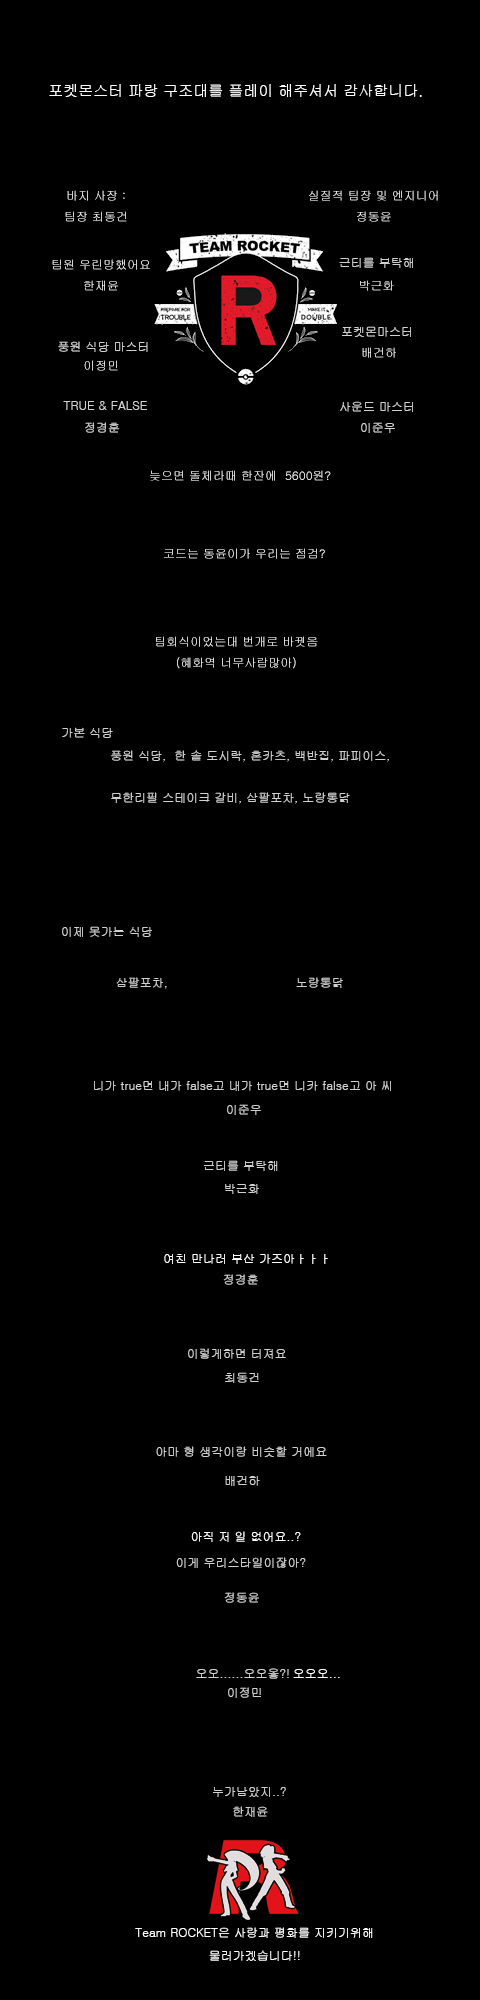 포켓몬스터 파랑 구조대를 플레이 해주셔서 감사합니다.
바지 사장 :
팀장 최동건
실질적 팀장 및 엔지니어
정동윤
TEAM ROCKET
팀원 우린망했어요
한재윤
근티를 부탁해
박근화
PREPARE FOR
TROUBLE
R
MAKE IT
DOUBLE
풍원 식당 마스터
이정민
포켓몬마스터
배건하
TRUE & FALSE
정경훈
사운드 마스터
이준우
늦으면 돌체라떼 한잔에 5600원?
코드는 동윤이가 우리는 점검?
팀회식이었는대 번개로 바뀟음
(혜화역 너무사람많아)
가본 식당
풍원 식당, 한 솥 도시락, 혼카츠, 백반집, 파피이스,
무한리필 스테이크 갈비, 삼팔포차, 노랑통닭
이제 못가는 식당
삼팔포차,
노랑통닭
니가 true면 내가 false고 내가 true면 니카 false고 아 씨
이준우
근티를 부탁해
박근화
여친 만나러 부산 가즈아ㅏㅏㅏ
정경훈
이렇게하면 터져요
최동건
아마 형 생각이랑 비슷할 거에요
배건하
아직 저 일 없어요..?
이게 우리스타일이잖아?
정동윤
오오......오오옿?! 오오오...
이정민
누가남았지..?
한재윤
R
Team ROCKET은 사랑과 평화를 지키기위해
물러가겠습니다!!